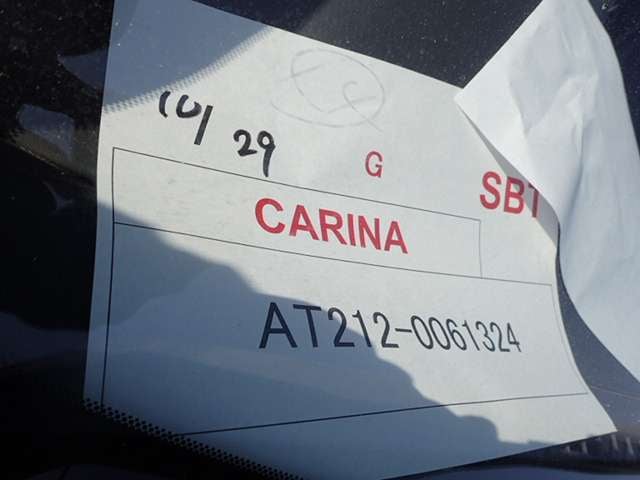 10/29
G
SBT
CARINA
AT212-0061324